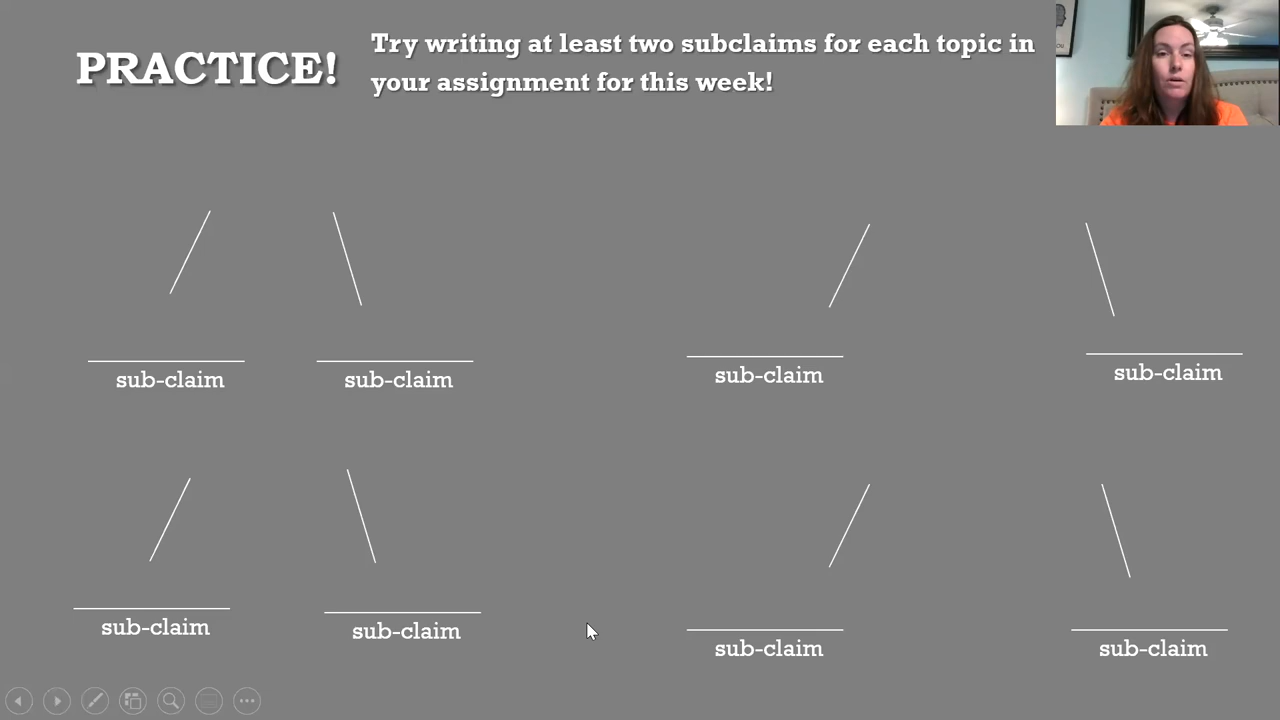 PRACTICE!
Try writing at least two subclaims for each topic in
your assignment for this week!
sub-claim
sub-claim
sub-claim
sub-claim
sub-claim
sub-claim
sub-claim
sub-claim